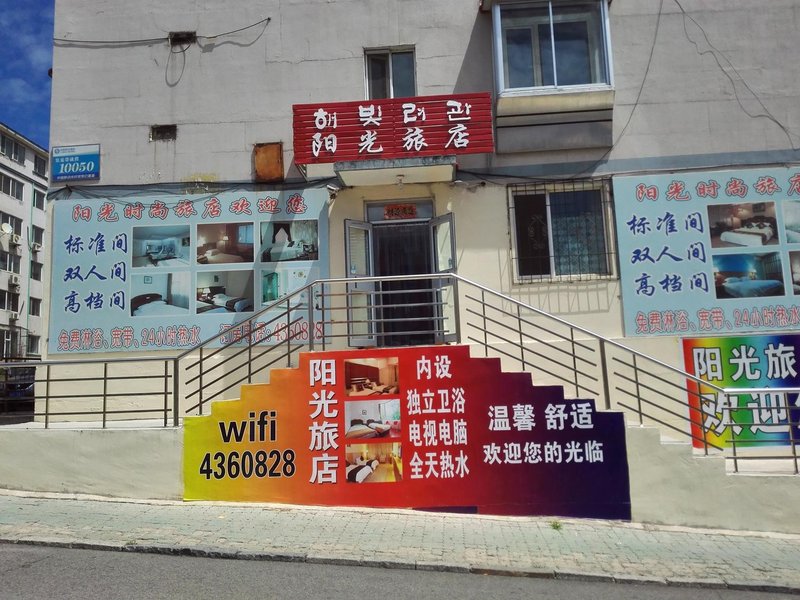 해빛려관
阳光旅店
10050
阳光时尚旅店欢迎您
标准间
双人间
高档间
免费淋浴、宽带、24小时热水
4360828
阳光时尚旅店
标准间
双人间
高档间
免费淋浴、宽带、24小时热
wifi
4360828
阳光旅店
内设
独立卫浴
电视电脑
全天热水
温馨 舒适
欢迎您的光临
阳光旅
欢迎